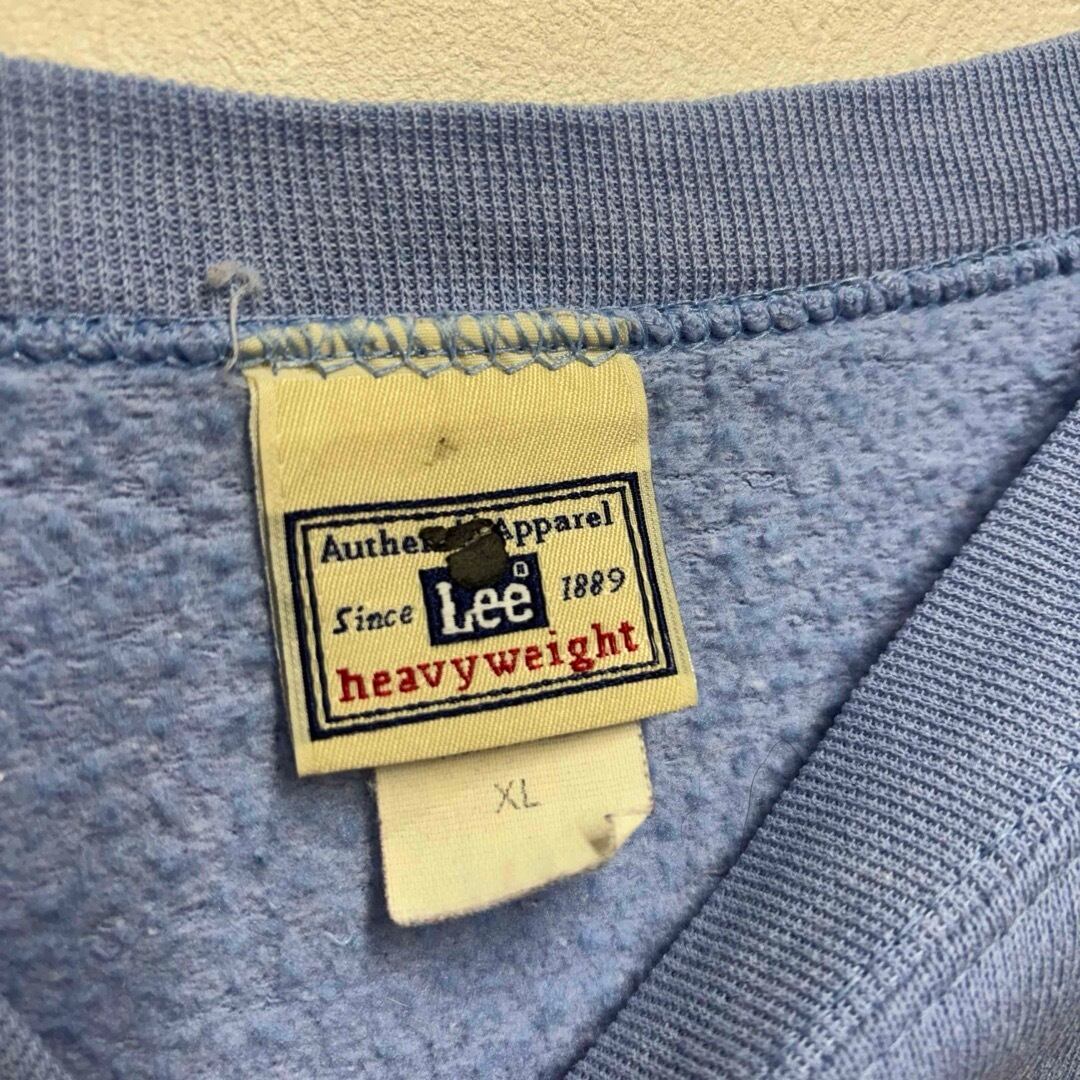 Apparel
Since Lee® 1889
heavyweight
XL